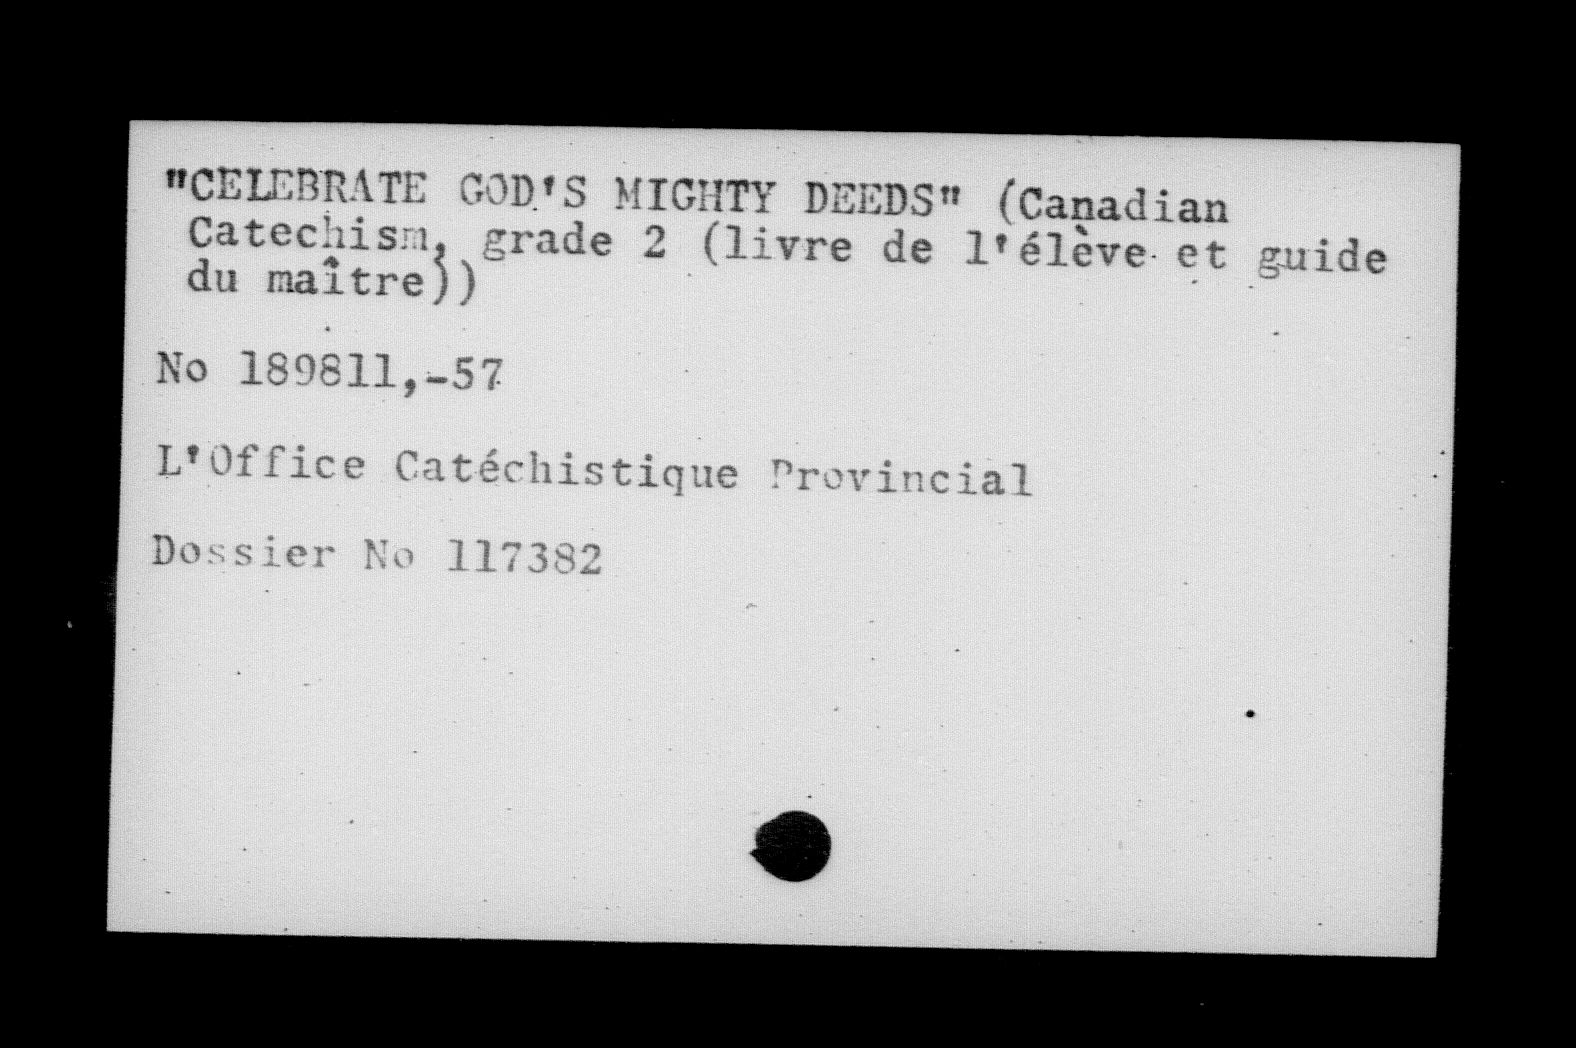 "CELEBRATE GOD'S MIGHTY DEEDS" (Canadian
Catechism, grade 2 (livre de l'élève et guide
du maître))
No 189811,-57
L'Office Catéchistique Provincial
Dossier No 117382